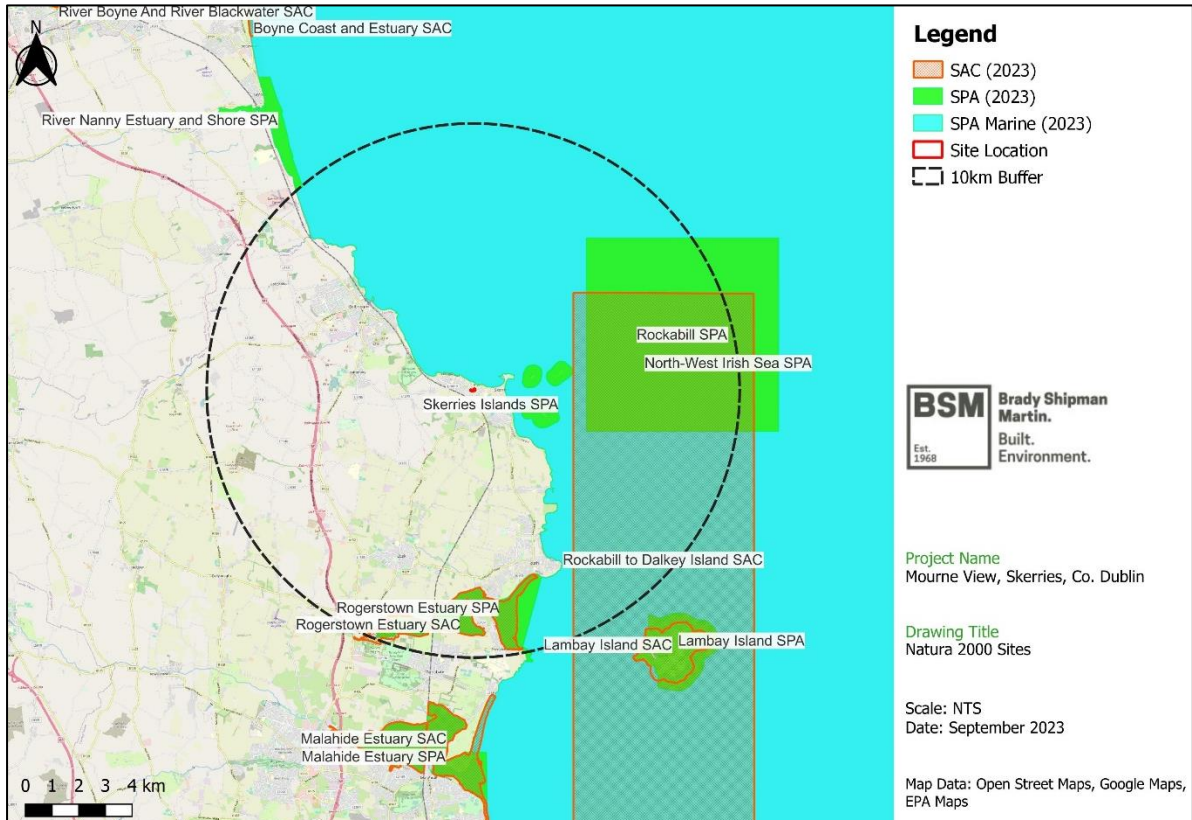 River Boyne And River Blackwater SAC
N
Boyne Coast and Estuary SAC
River Nanny Estuary and Shore SPA
Rockabill SPA
North-West Irish Sea SPA
Skerries Islands SPA
Rockabill to Dalkey Island SAC
Rogerstown Estuary SPA
Rogerstown Estuary SAC
Lambay Island SAC
Lambay Island SPA
Malahide Estuary SAC
Malahide Estuary SPA
0 1 2 3 4 km
Legend
SAC (2023)
SPA (2023)
SPA Marine (2023)
Site Location
10km Buffer
BSM
Est.
1968
Brady Shipman
Martin.
Built.
Environment.
Project Name
Mourne View, Skerries, Co. Dublin
Drawing Title
Natura 2000 Sites
Scale: NTS
Date: September 2023
Map Data: Open Street Maps, Google Maps,
EPA Maps